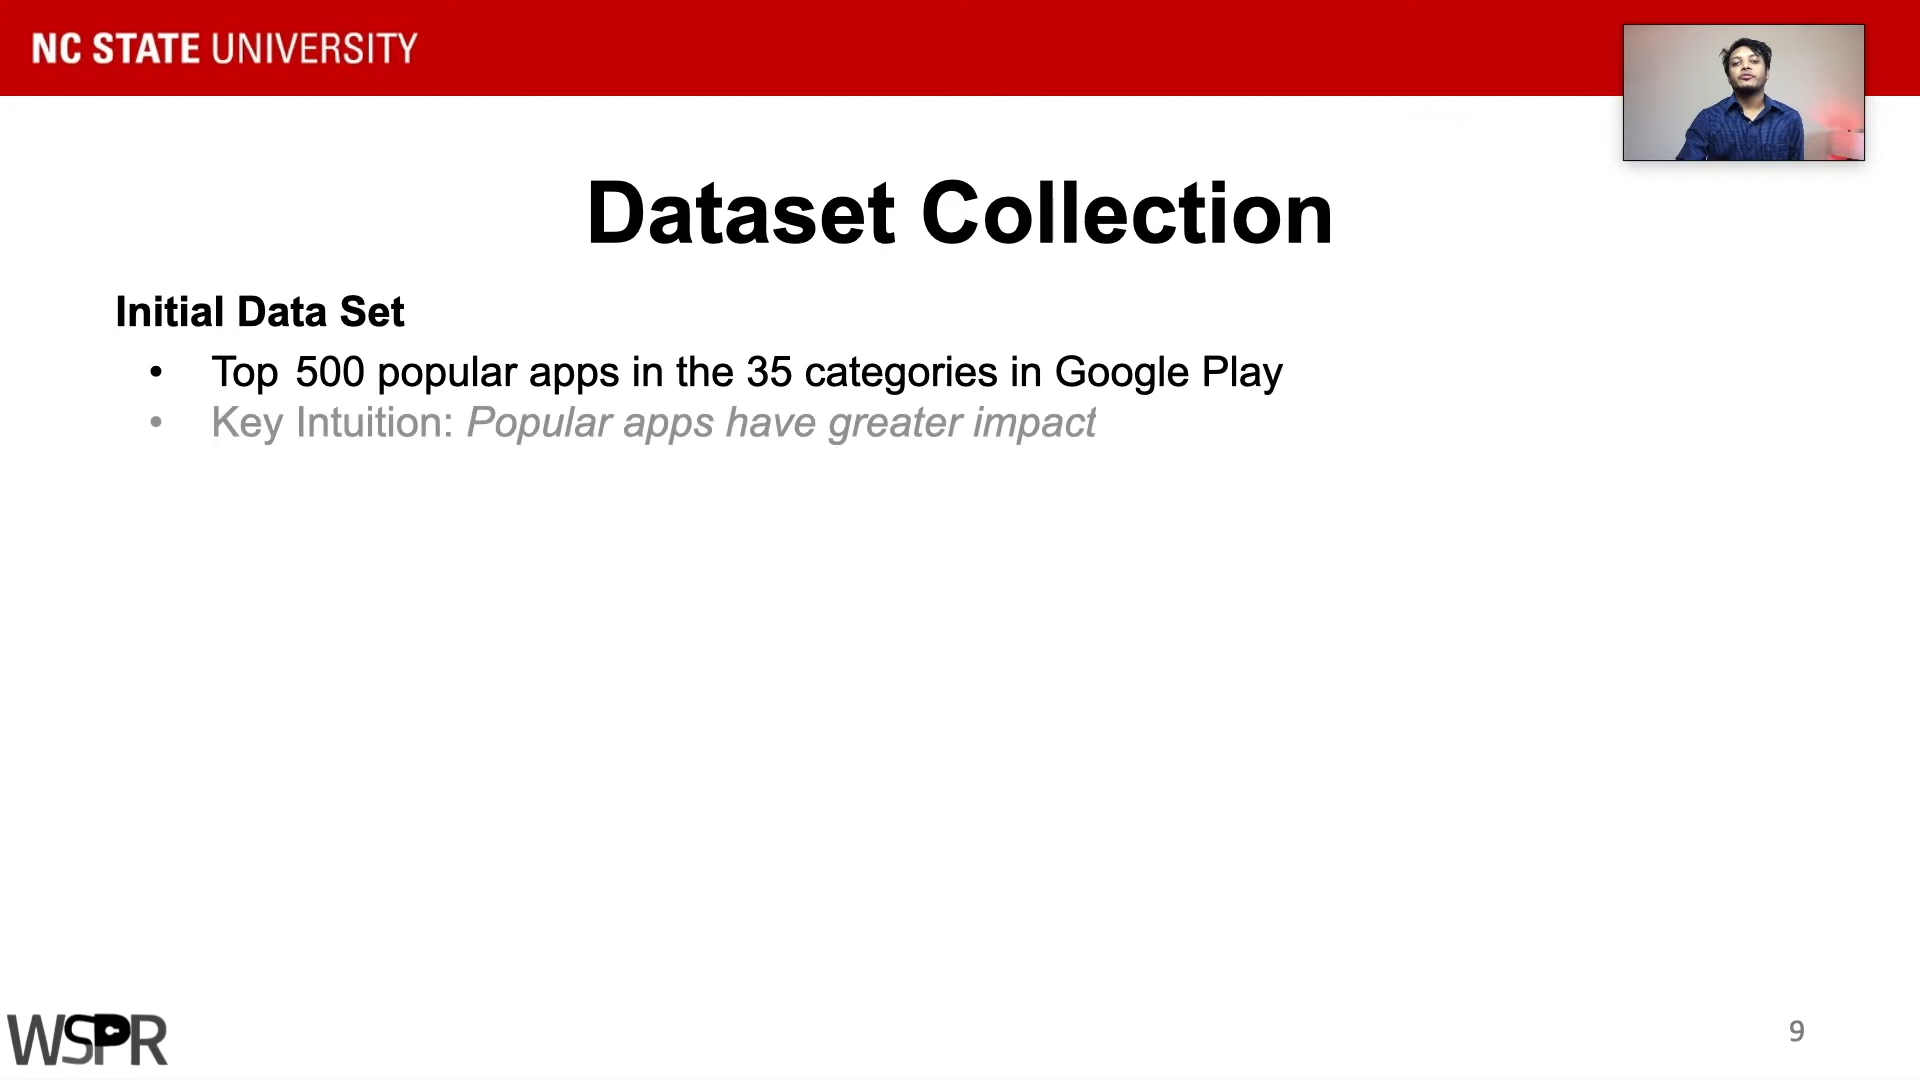 NC STATE UNIVERSITY
Dataset Collection
Initial Data Set
• Top 500 popular apps in the 35 categories in Google Play
• Key Intuition: Popular apps have greater impact
WSPR
9